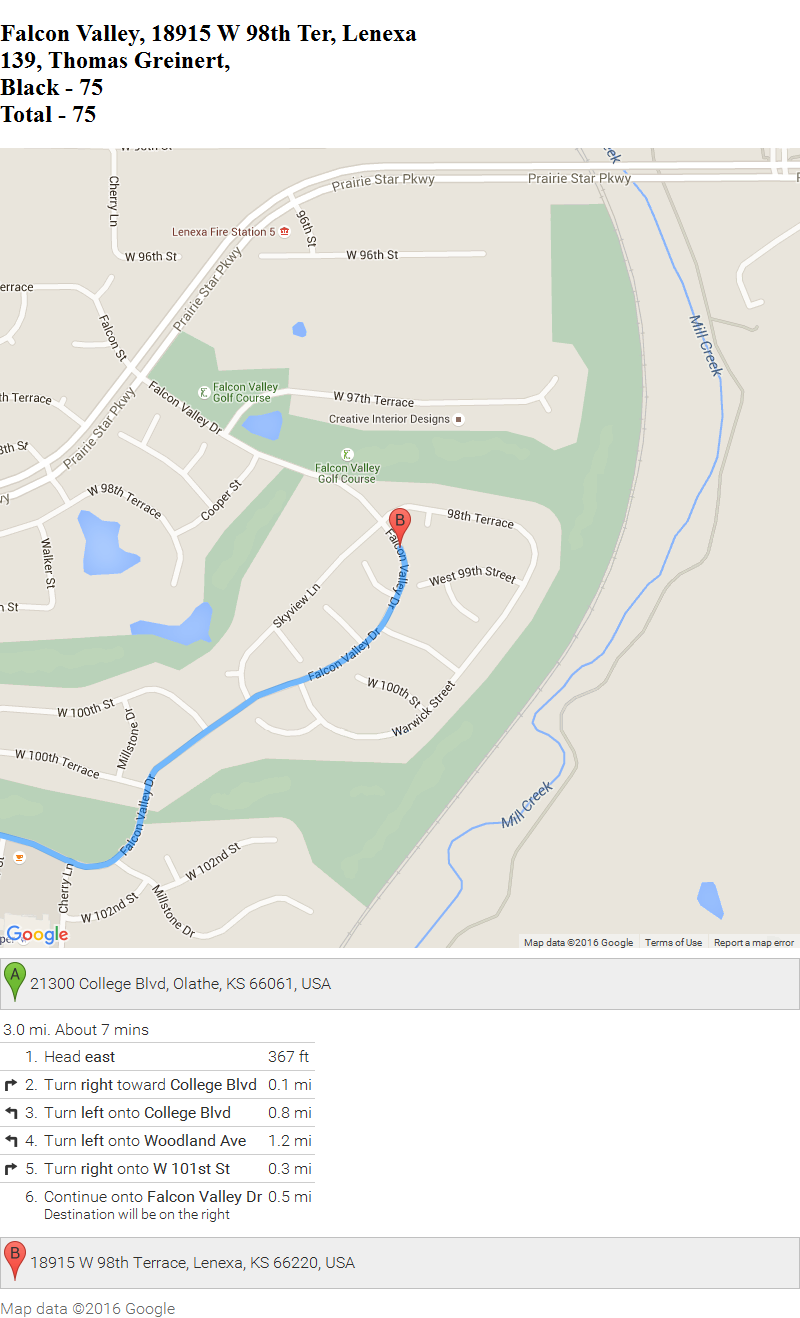 Falcon Valley, 18915 W 98th Ter, Lenexa
139, Thomas Greinert,
Black - 75
Total - 75
Prairie Star Pkwy
Prairie Star Pkwy
Cherry Ln
96th St
Lenexa Fire Station 5
W 96th St
W 96th St
Prairie Star Pkwy
errace
Falcon St
Mill Creek
Falcon Valley
Golf Course
Falcon Valley Dr
W 97th Terrace
th Terrace
Creative Interior Designs
Prairie Star Pkwy
Falcon Valley
Golf Course
W 98th Terrace
Cooper St
B
98th Terrace
Falcon Valley Dr
Walker St
West 99th Street
Skyview Ln
Falcon Valley Dr
W 100th St
W 100th St
Millstone Dr
Warwick Street
W 100th Terrace
Mill Creek
Falcon Valley Dr
W 102nd St
Cherry Ln
W 102nd St
Millstone Dr
Google
Map data ©2016 Google Terms of Use Report a map error
A 21300 College Blvd, Olathe, KS 66061, USA
3.0 mi. About 7 mins
1. Head east 367 ft
2. Turn right toward College Blvd 0.1 mi
3. Turn left onto College Blvd 0.8 mi
4. Turn left onto Woodland Ave 1.2 mi
5. Turn right onto W 101st St 0.3 mi
6. Continue onto Falcon Valley Dr 0.5 mi
Destination will be on the right
B 18915 W 98th Terrace, Lenexa, KS 66220, USA
Map data ©2016 Google